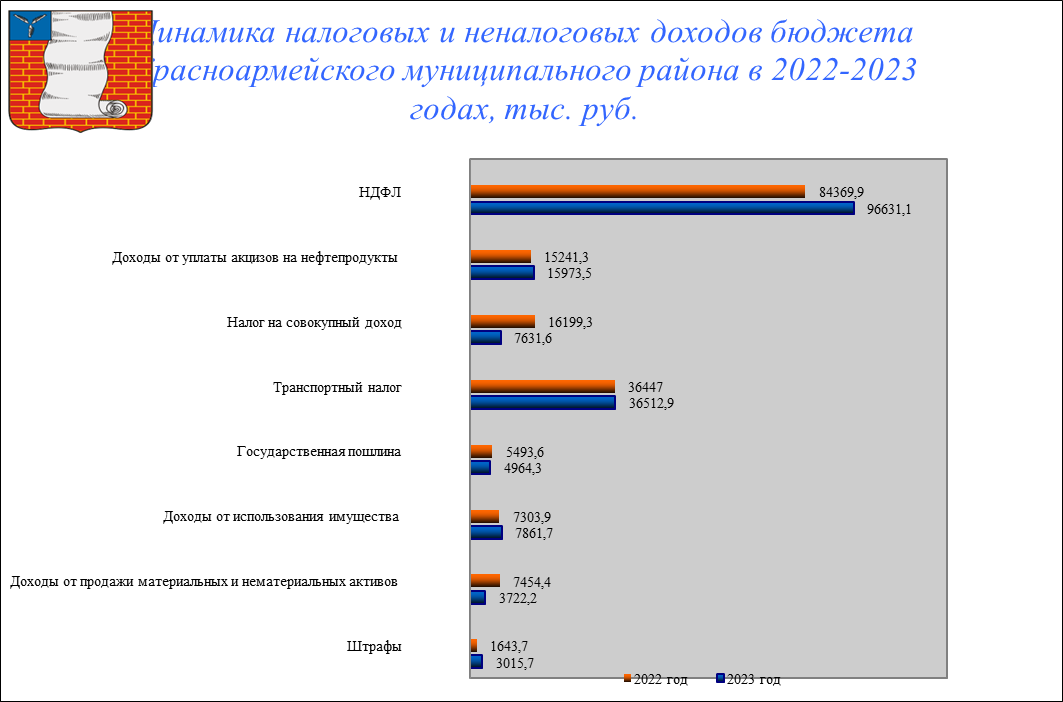 Динамика налоговых и неналоговых доходов бюджета
Красноармейского муниципального района в 2022-2023
годах, тыс. руб.
НДФЛ
84369,9
96631,1
Доходы от уплаты акцизов на нефтепродукты
15241,3
15973,5
Налог на совокупный доход
16199,3
7631,6
Транспортный налог
36447
36512,9
Государственная пошлина
5493,6
4964,3
Доходы от использования имущества
7303,9
7861,7
Доходы от продажи материальных и нематериальных активов
7454,4
3722,2
Штрафы
1643,7
3015,7
2022 год 2023 год